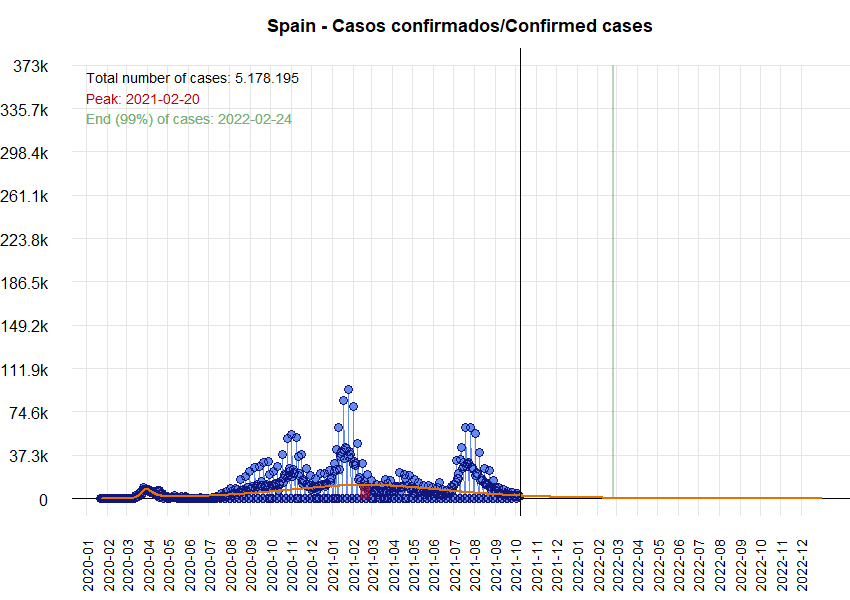 Spain - Casos confirmados/Confirmed cases
373k
335.7k
298.4k
261.1k
223.8k
186.5k
149.2k
111.9k
74.6k
37.3k
0
Total number of cases: 5.178.195
Peak: 2021-02-20
End (99%) of cases: 2022-02-24
2020-01
2020-02
2020-03
2020-04
2020-05
2020-06
2020-07
2020-08
2020-09
2020-10
2020-11
2020-12
2021-01
2021-02
2021-03
2021-04
2021-05
2021-06
2021-07
2021-08
2021-09
2021-10
2021-11
2021-12
2022-01
2022-02
2022-03
2022-04
2022-05
2022-06
2022-07
2022-08
2022-09
2022-10
2022-11
2022-12